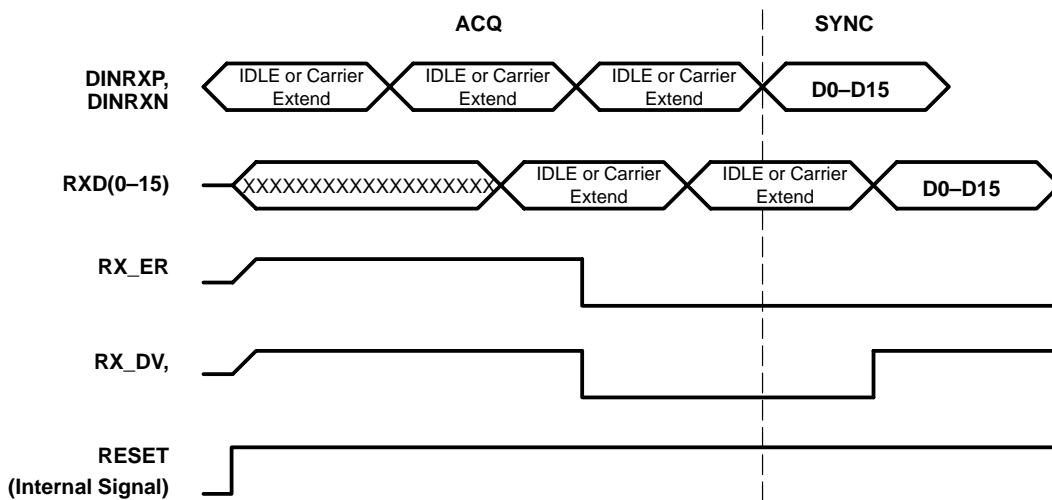 ACQ SYNC
DINRXP,
DINRXN
IDLE or Carrier
Extend
IDLE or Carrier
Extend
IDLE or Carrier
Extend
D0–D15
RXD(0–15)
XXXXXXXXXXXXXXXXXXX
IDLE or Carrier
Extend
IDLE or Carrier
Extend
D0–D15
RX_ER
RX_DV,
RESET
(Internal Signal)